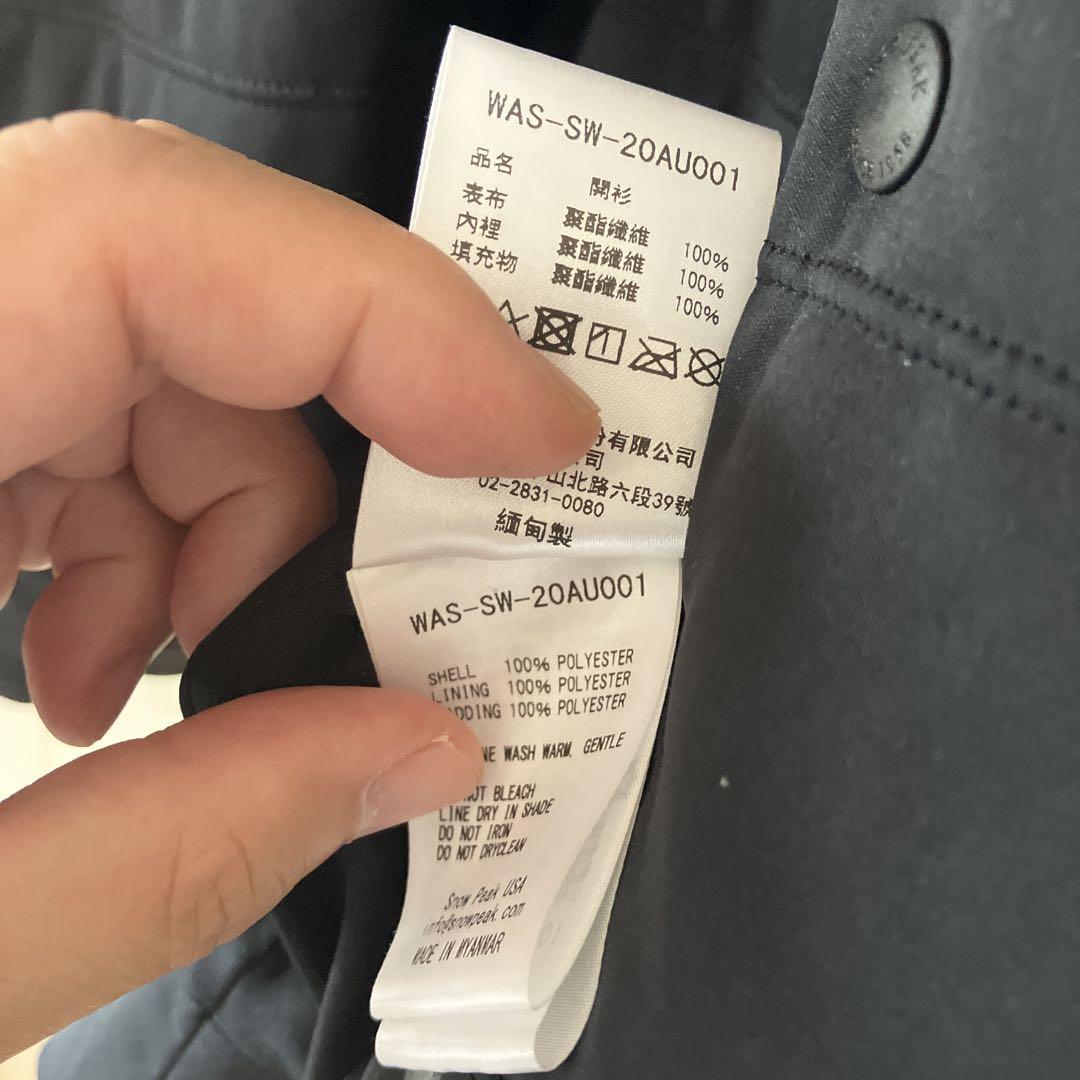 WAS-SW-20AU001
品名 開衫
表布 聚酯纖維 100%
內裡 聚酯纖維 100%
填充物 聚酯纖維 100%
有限公司
司
山北路六段39號
02-2831-0080
緬甸製
WAS-SW-20AU001
SHELL 100% POLYESTER
LINING 100% POLYESTER
100% POLYESTER
WASH WARM, GENTLE
NOT BLEACH
LINE DRY IN SHADE
DO NOT IRON
DO NOT DRYCLEAN
Snow Peak USA
info@snowpeak.com
MADE IN MYANMAR